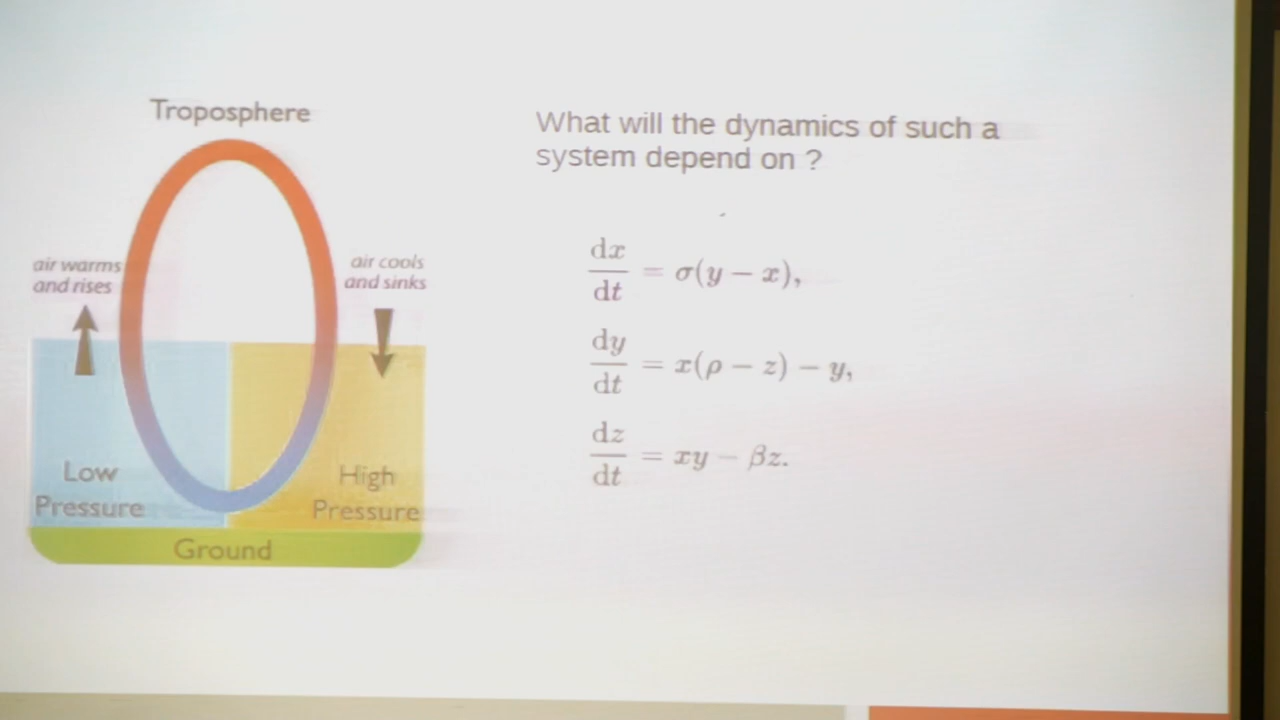 Troposphere
air warms
and rises
air cools
and sinks
Low
Pressure
High
Pressure
Ground
What will the dynamics of such a
system depend on ?
dx/dt = σ(y − x),
dy/dt = x(ρ − z) − y,
dz/dt = xy − βz.